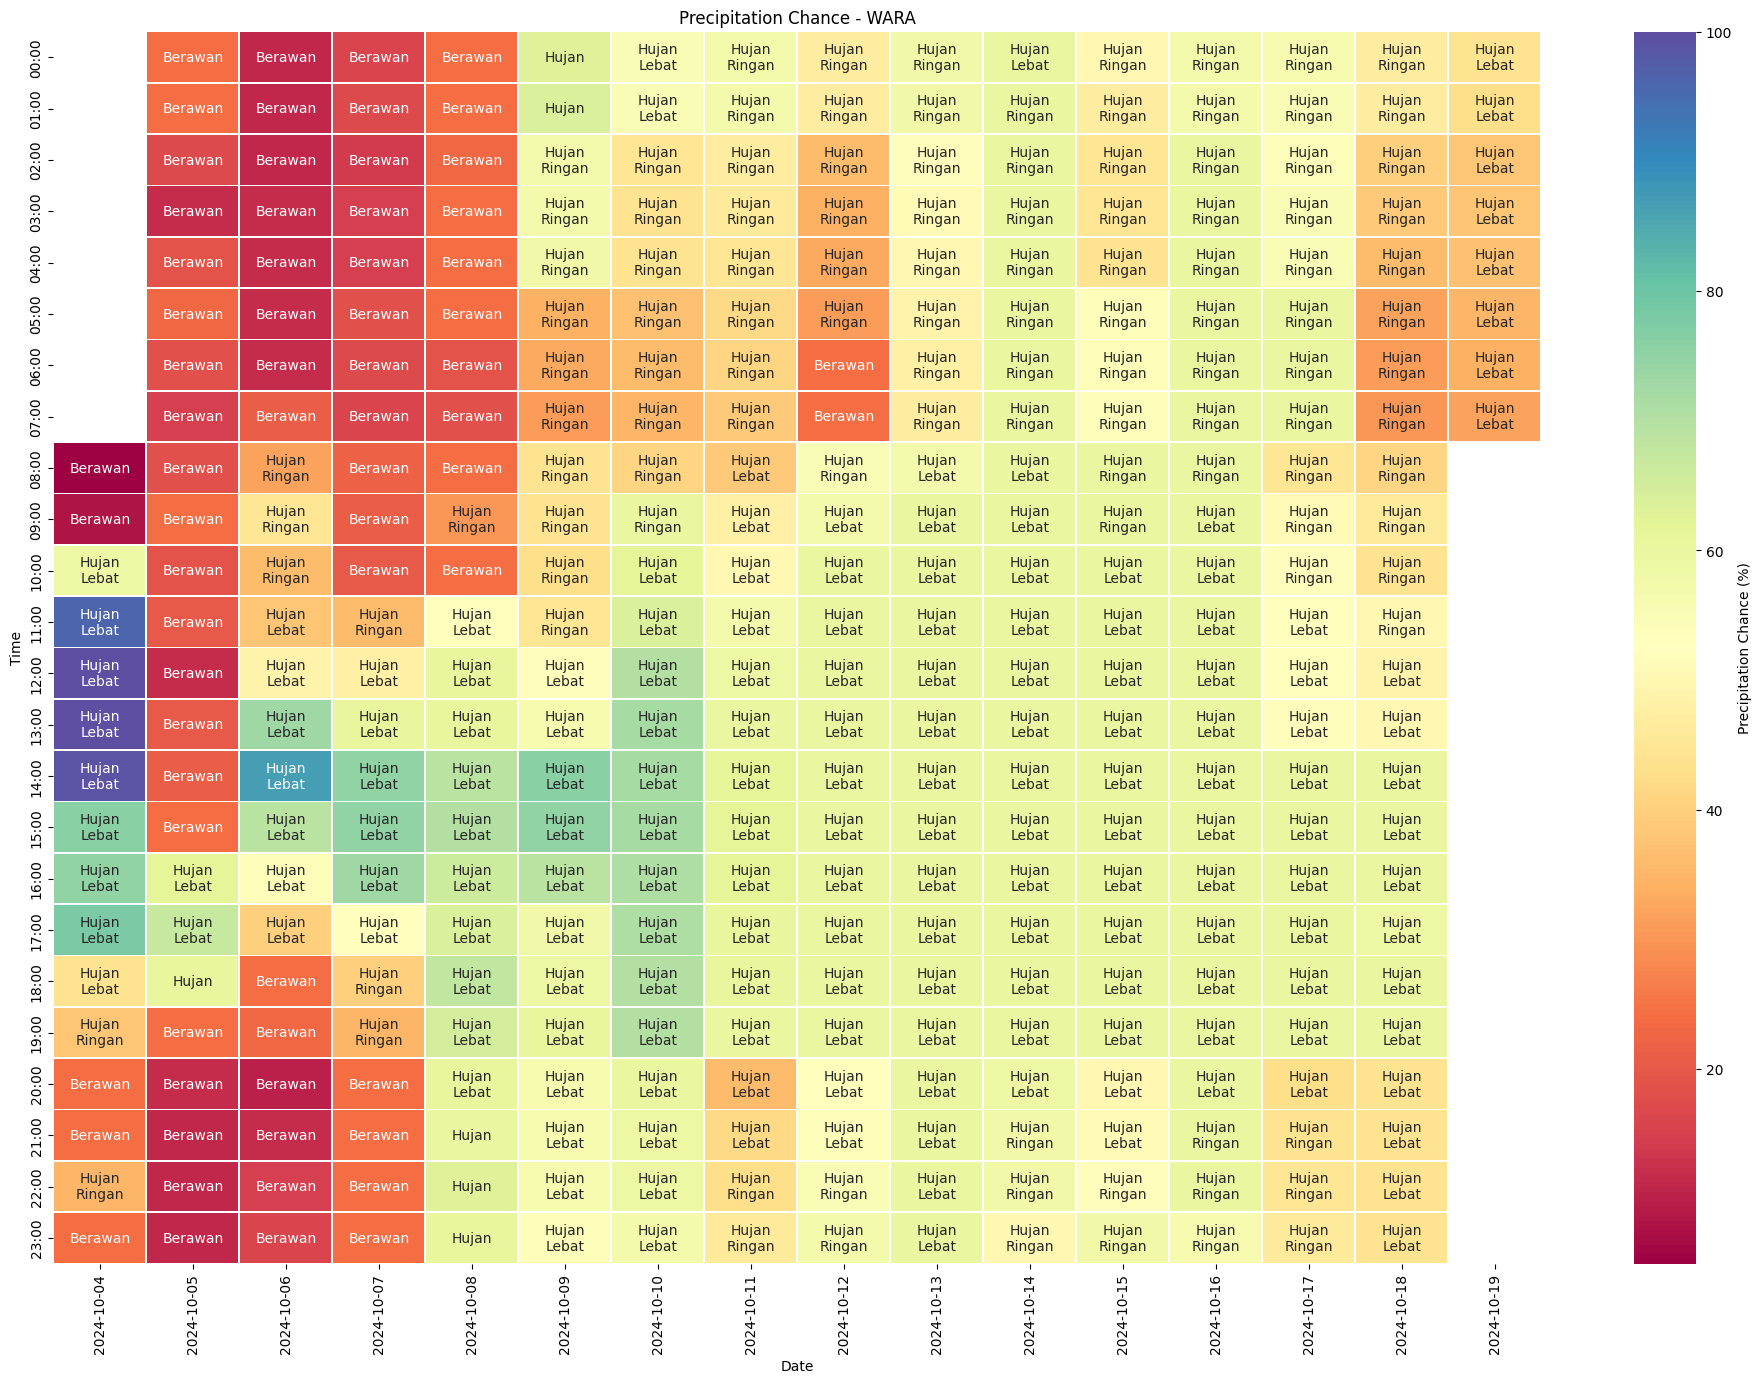 Precipitation Chance - WARA
00:00 Berawan Berawan Berawan Berawan Hujan Hujan Lebat Hujan Ringan Hujan Ringan Hujan Ringan Hujan Lebat Hujan Ringan Hujan Ringan Hujan Ringan Hujan Ringan Hujan Lebat
01:00 Berawan Berawan Berawan Berawan Hujan Hujan Lebat Hujan Ringan Hujan Ringan Hujan Ringan Hujan Ringan Hujan Ringan Hujan Ringan Hujan Ringan Hujan Ringan Hujan Lebat
02:00 Berawan Berawan Berawan Berawan Hujan Ringan Hujan Ringan Hujan Ringan Hujan Ringan Hujan Ringan Hujan Ringan Hujan Ringan Hujan Ringan Hujan Ringan Hujan Ringan Hujan Lebat
03:00 Berawan Berawan Berawan Berawan Hujan Ringan Hujan Ringan Hujan Ringan Hujan Ringan Hujan Ringan Hujan Ringan Hujan Ringan Hujan Ringan Hujan Ringan Hujan Ringan Hujan Lebat
04:00 Berawan Berawan Berawan Berawan Hujan Ringan Hujan Ringan Hujan Ringan Hujan Ringan Hujan Ringan Hujan Ringan Hujan Ringan Hujan Ringan Hujan Ringan Hujan Ringan Hujan Lebat
05:00 Berawan Berawan Berawan Berawan Hujan Ringan Hujan Ringan Hujan Ringan Hujan Ringan Hujan Ringan Hujan Ringan Hujan Ringan Hujan Ringan Hujan Ringan Hujan Ringan Hujan Lebat
06:00 Berawan Berawan Berawan Berawan Hujan Ringan Hujan Ringan Hujan Ringan Berawan Hujan Ringan Hujan Ringan Hujan Ringan Hujan Ringan Hujan Ringan Hujan Ringan Hujan Lebat
07:00 Berawan Berawan Berawan Berawan Hujan Ringan Hujan Ringan Hujan Ringan Berawan Hujan Ringan Hujan Ringan Hujan Ringan Hujan Ringan Hujan Ringan Hujan Ringan Hujan Lebat
08:00 Berawan Berawan Hujan Ringan Berawan Berawan Hujan Ringan Hujan Ringan Hujan Lebat Hujan Ringan Hujan Lebat Hujan Lebat Hujan Ringan Hujan Ringan Hujan Ringan Hujan Ringan
09:00 Berawan Berawan Hujan Ringan Berawan Hujan Ringan Hujan Ringan Hujan Ringan Hujan Lebat Hujan Lebat Hujan Lebat Hujan Lebat Hujan Ringan Hujan Lebat Hujan Ringan Hujan Ringan
10:00 Hujan Lebat Berawan Hujan Ringan Berawan Berawan Hujan Ringan Hujan Lebat Hujan Lebat Hujan Lebat Hujan Lebat Hujan Lebat Hujan Lebat Hujan Lebat Hujan Ringan Hujan Ringan
11:00 Hujan Lebat Berawan Hujan Lebat Hujan Ringan Hujan Lebat Hujan Ringan Hujan Lebat Hujan Lebat Hujan Lebat Hujan Lebat Hujan Lebat Hujan Lebat Hujan Lebat Hujan Lebat Hujan Ringan
12:00 Hujan Lebat Berawan Hujan Lebat Hujan Lebat Hujan Lebat Hujan Lebat Hujan Lebat Hujan Lebat Hujan Lebat Hujan Lebat Hujan Lebat Hujan Lebat Hujan Lebat Hujan Lebat Hujan Lebat
13:00 Hujan Lebat Berawan Hujan Lebat Hujan Lebat Hujan Lebat Hujan Lebat Hujan Lebat Hujan Lebat Hujan Lebat Hujan Lebat Hujan Lebat Hujan Lebat Hujan Lebat Hujan Lebat Hujan Lebat
14:00 Hujan Lebat Berawan Hujan Lebat Hujan Lebat Hujan Lebat Hujan Lebat Hujan Lebat Hujan Lebat Hujan Lebat Hujan Lebat Hujan Lebat Hujan Lebat Hujan Lebat Hujan Lebat Hujan Lebat
15:00 Hujan Lebat Berawan Hujan Lebat Hujan Lebat Hujan Lebat Hujan Lebat Hujan Lebat Hujan Lebat Hujan Lebat Hujan Lebat Hujan Lebat Hujan Lebat Hujan Lebat Hujan Lebat Hujan Lebat
16:00 Hujan Lebat Hujan Lebat Hujan Lebat Hujan Lebat Hujan Lebat Hujan Lebat Hujan Lebat Hujan Lebat Hujan Lebat Hujan Lebat Hujan Lebat Hujan Lebat Hujan Lebat Hujan Lebat Hujan Lebat
17:00 Hujan Lebat Hujan Lebat Hujan Lebat Hujan Lebat Hujan Lebat Hujan Lebat Hujan Lebat Hujan Lebat Hujan Lebat Hujan Lebat Hujan Lebat Hujan Lebat Hujan Lebat Hujan Lebat Hujan Lebat
18:00 Hujan Lebat Hujan Berawan Hujan Ringan Hujan Lebat Hujan Lebat Hujan Lebat Hujan Lebat Hujan Lebat Hujan Lebat Hujan Lebat Hujan Lebat Hujan Lebat Hujan Lebat Hujan Lebat
19:00 Hujan Ringan Berawan Berawan Hujan Ringan Hujan Lebat Hujan Lebat Hujan Lebat Hujan Lebat Hujan Lebat Hujan Lebat Hujan Lebat Hujan Lebat Hujan Lebat Hujan Lebat Hujan Lebat
20:00 Berawan Berawan Berawan Berawan Hujan Lebat Hujan Lebat Hujan Lebat Hujan Lebat Hujan Lebat Hujan Lebat Hujan Lebat Hujan Lebat Hujan Lebat Hujan Lebat Hujan Lebat
21:00 Berawan Berawan Berawan Berawan Hujan Hujan Lebat Hujan Lebat Hujan Lebat Hujan Lebat Hujan Lebat Hujan Ringan Hujan Lebat Hujan Ringan Hujan Ringan Hujan Lebat
22:00 Hujan Ringan Berawan Berawan Berawan Hujan Hujan Lebat Hujan Lebat Hujan Ringan Hujan Ringan Hujan Lebat Hujan Ringan Hujan Ringan Hujan Ringan Hujan Ringan Hujan Lebat
23:00 Berawan Berawan Berawan Berawan Hujan Hujan Lebat Hujan Lebat Hujan Ringan Hujan Ringan Hujan Lebat Hujan Ringan Hujan Ringan Hujan Ringan Hujan Ringan Hujan Lebat
Time
2024-10-04 2024-10-05 2024-10-06 2024-10-07 2024-10-08 2024-10-09 2024-10-10 2024-10-11 2024-10-12 2024-10-13 2024-10-14 2024-10-15 2024-10-16 2024-10-17 2024-10-18 2024-10-19
Date
100
80
60
40
20
Precipitation Chance (%)